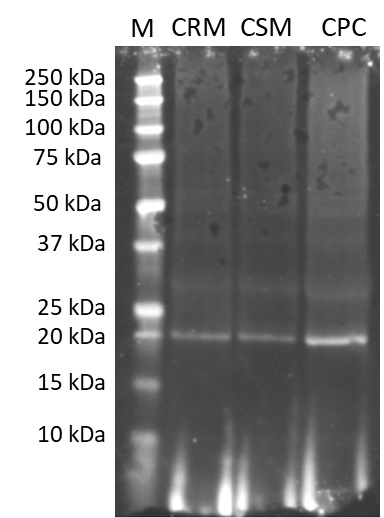 M CRM CSM CPC
250 kDa
150 kDa
100 kDa
75 kDa
50 kDa
37 kDa
25 kDa
20 kDa
15 kDa
10 kDa